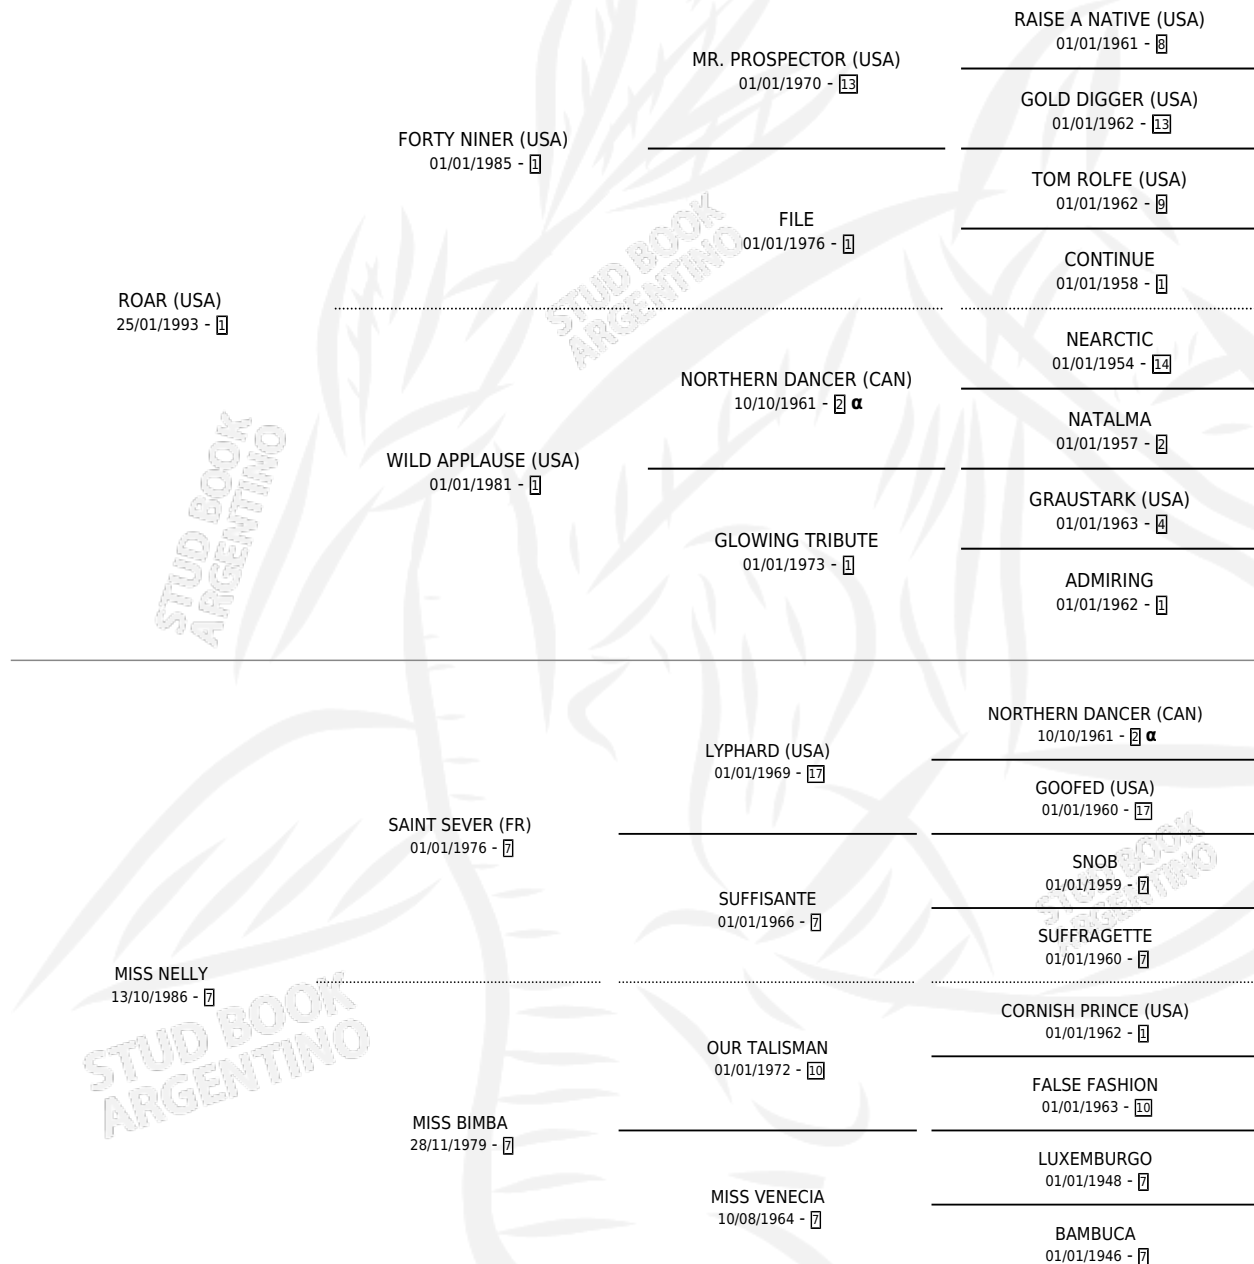 RAISE A NATIVE (USA)
01/01/1961 - 8
MR. PROSPECTOR (USA)
01/01/1970 - 13
GOLD DIGGER (USA)
01/01/1962 - 13
FORTY NINER (USA)
01/01/1985 - 1
TOM ROLFE (USA)
01/01/1962 - 9
FILE
01/01/1976 - 1
CONTINUE
01/01/1958 - 1
ROAR (USA)
25/01/1993 - 1
NEARCTIC
01/01/1954 - 14
NORTHERN DANCER (CAN)
10/10/1961 - 2 α
NATALMA
01/01/1957 - 2
WILD APPLAUSE (USA)
01/01/1981 - 1
GRAUSTARK (USA)
01/01/1963 - 4
GLOWING TRIBUTE
01/01/1973 - 1
ADMIRING
01/01/1962 - 1
NORTHERN DANCER (CAN)
10/10/1961 - 2 α
LYPHARD (USA)
01/01/1969 - 17
GOOFED (USA)
01/01/1960 - 17
SAINT SEVER (FR)
01/01/1976 - 7
SNOB
01/01/1959 - 7
SUFFISANTE
01/01/1966 - 7
SUFFRAGETTE
01/01/1960 - 7
MISS NELLY
13/10/1986 - 7
CORNISH PRINCE (USA)
01/01/1962 - 1
OUR TALISMAN
01/01/1972 - 10
FALSE FASHION
01/01/1963 - 10
MISS BIMBA
28/11/1979 - 7
LUXEMBURGO
01/01/1948 - 7
MISS VENECIA
10/08/1964 - 7
BAMBUCA
01/01/1946 - 7
STUD BOOK
ARGENTINO
STUD BOOK
ARGENTINO
STUD BOOK
ARGENTINO
STUD BOOK
ARGENTINO